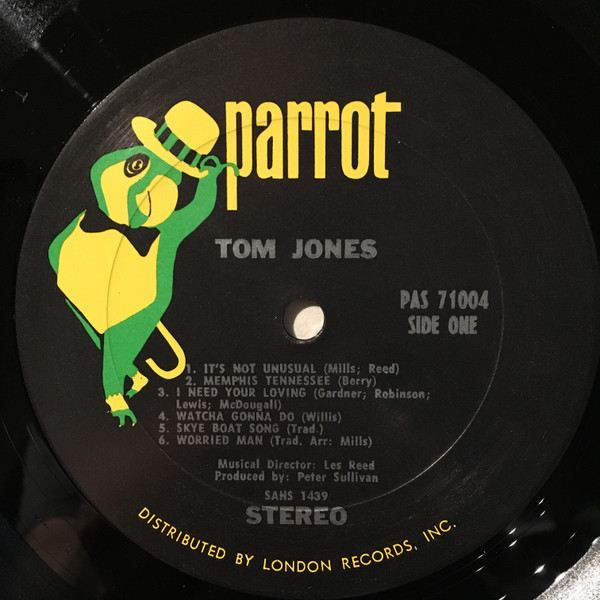 parrot
TOM JONES
PAS 71004
SIDE ONE
1. IT'S NOT UNUSUAL (Mills; Reed)
2. MEMPHIS TENNESSEE (Berry)
3. I NEED YOUR LOVING (Gardner; Robinson;
Lewis; McDougall)
4. WATCHA GONNA DO (Willis)
5. SKYE BOAT SONG (Trad.)
6. WORRIED MAN (Trad. Arr: Mills)
Musical Director: Les Reed
Produced by: Peter Sullivan
SAHS 1439
STEREO
DISTRIBUTED BY LONDON RECORDS, INC.